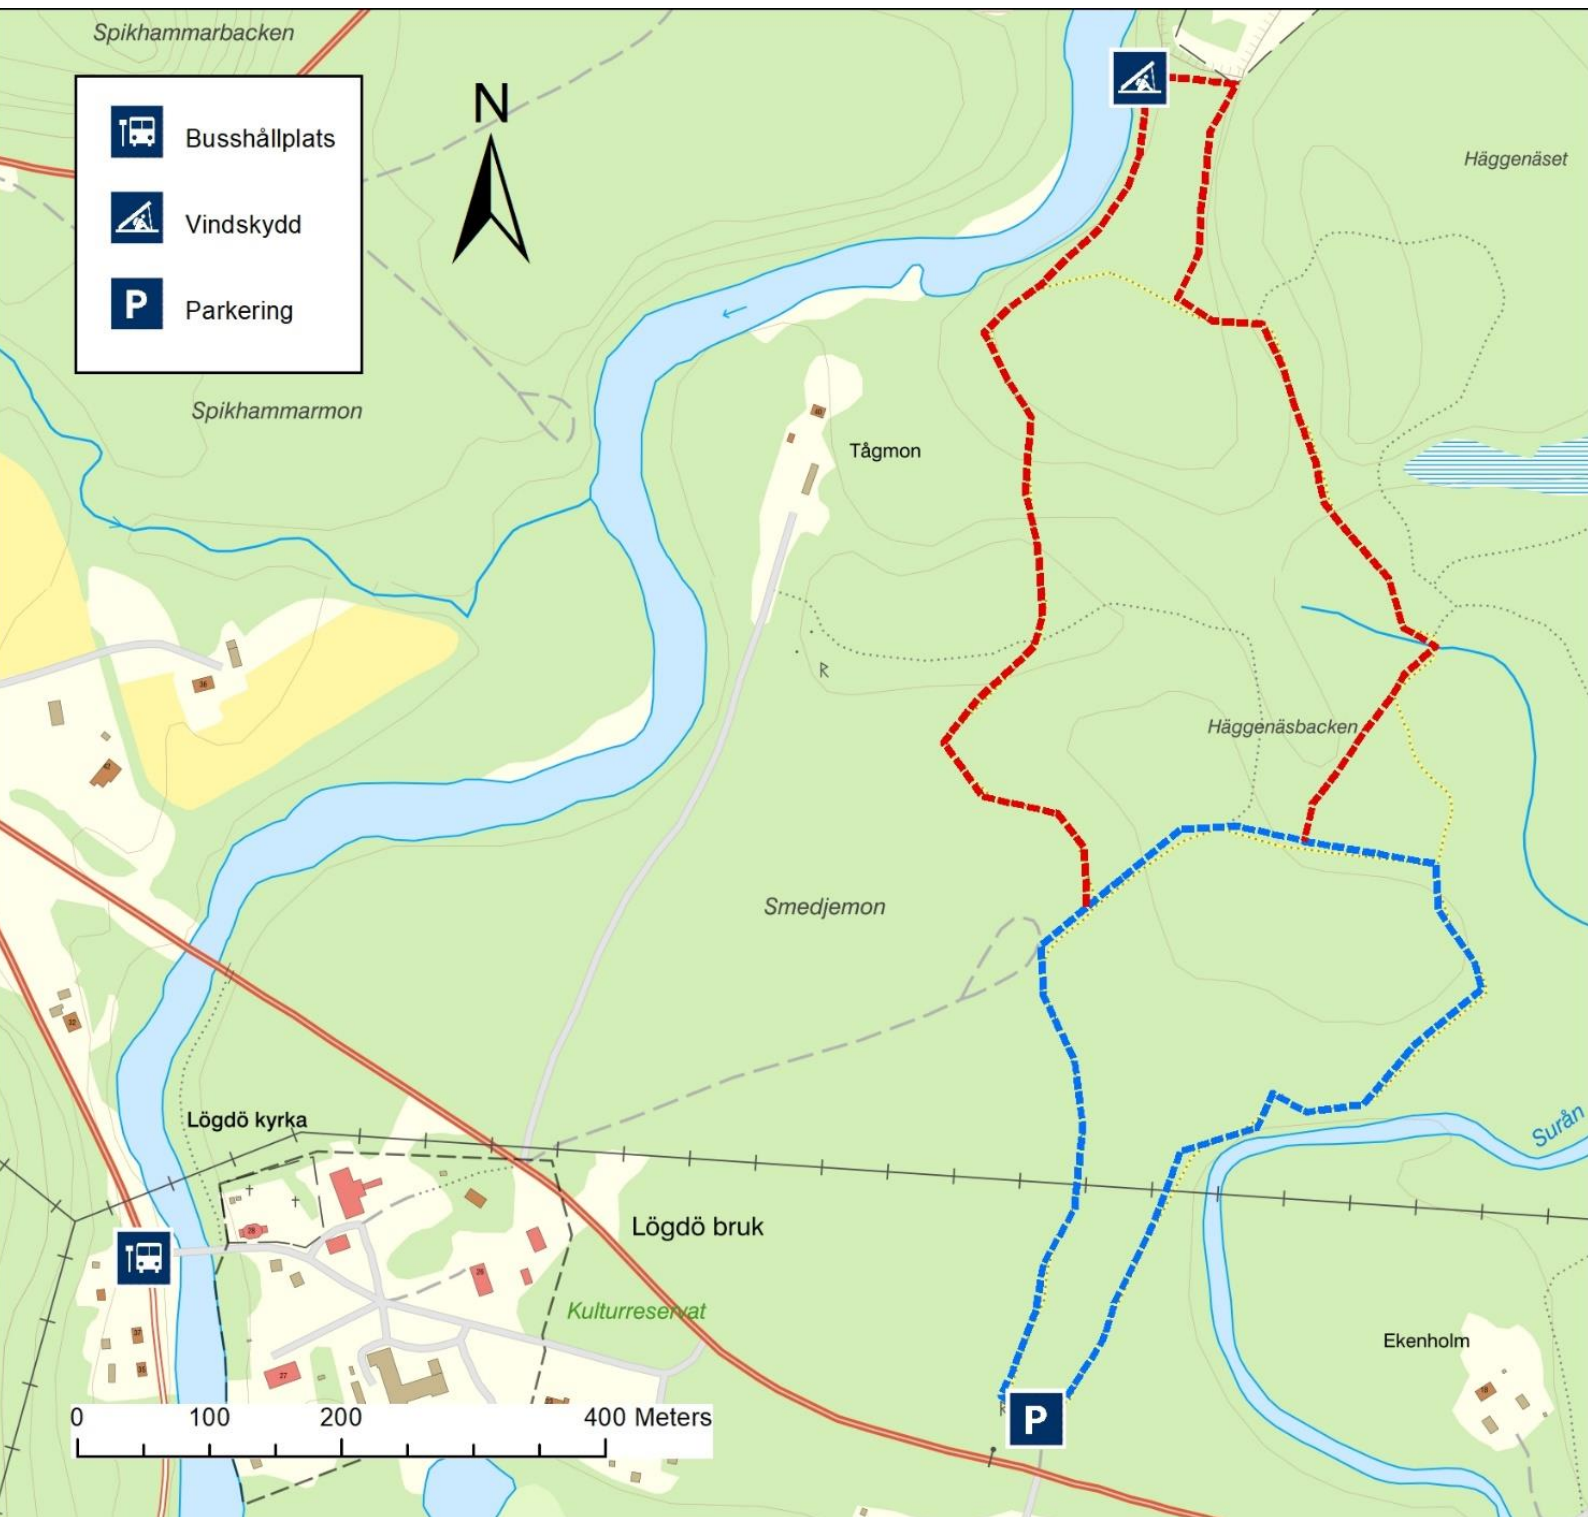 Spikhammarbacken
N
Busshållplats
Vindskydd
P Parkering
Häggenäset
Spikhammarmon
Tågmon
R
Häggenäsbacken
Smedjemon
Lögdö kyrka
Surån
Lögdö bruk
Kulturreservat
Ekenholm
27
P
0 100 200 400 Meters